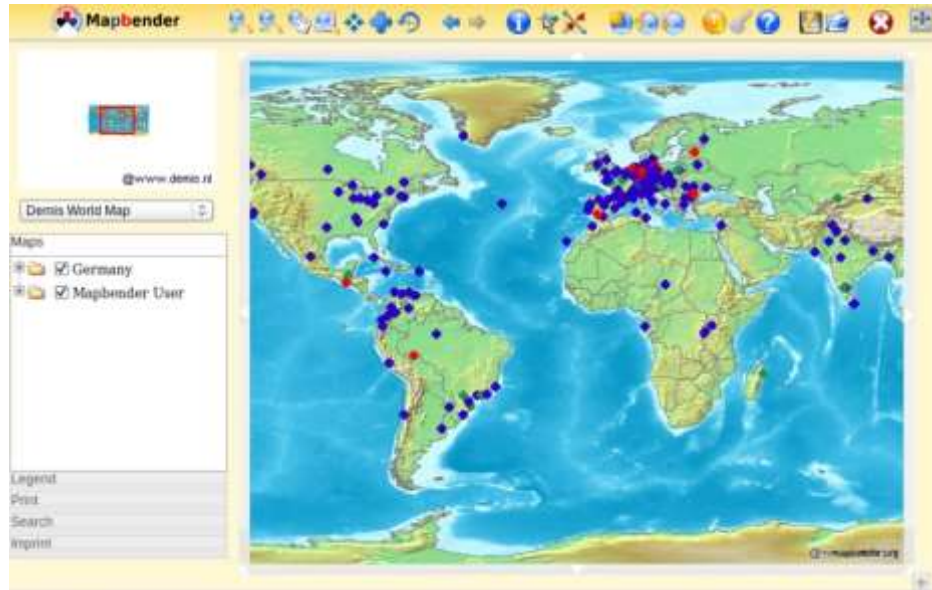 Mapbender
@www.demis.nl
Demis World Map
Maps
Germany
Mapbender User
Legend
Print
Search
Imprint